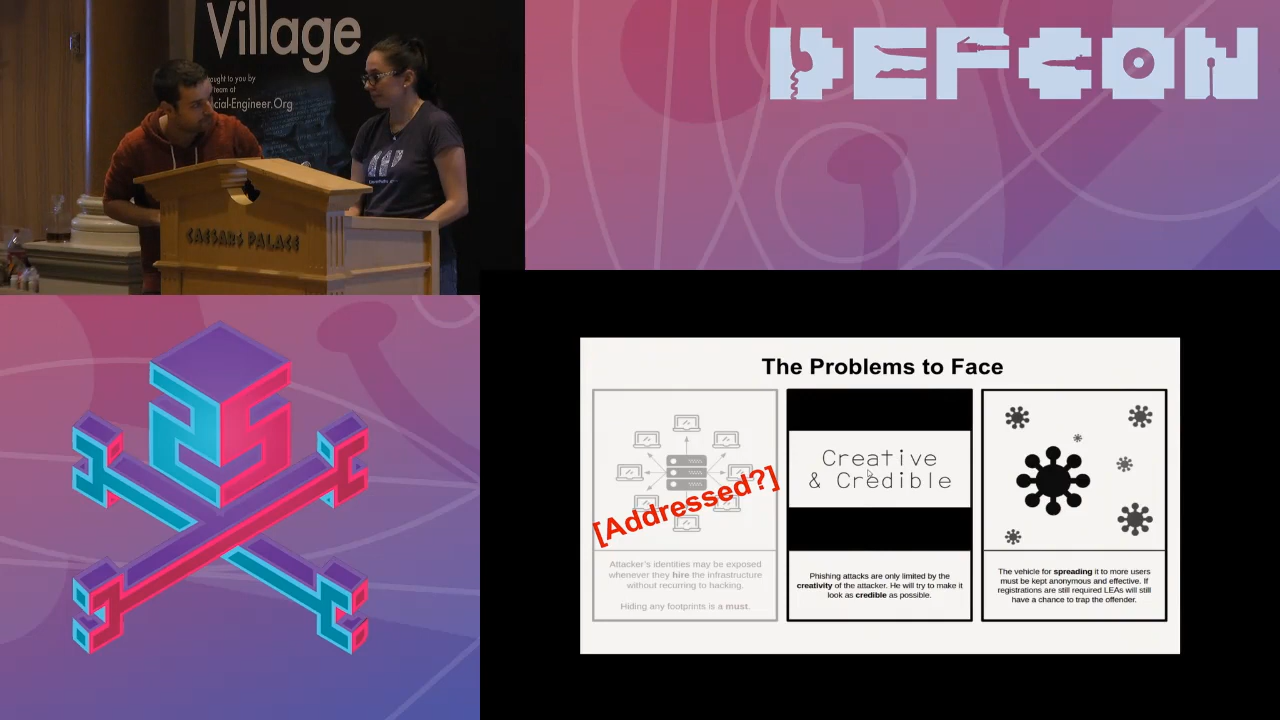 Village
ought to you by
team at
cial-Engineer.Org
CAESARS PALACE
DEFCON
The Problems to Face
[Addressed?]
Attacker's identities may be exposed
whenever they hire the infrastructure
without recurring to hacking.
Hiding any footprints is a must.
Creative
& Credible
Phishing attacks are only limited by the
creativity of the attacker. He will try to make it
look as credible as possible.
The vehicle for spreading it to more users
must be kept anonymous and effective. If
registrations are still required LEAs will still
have a chance to trap the offender.